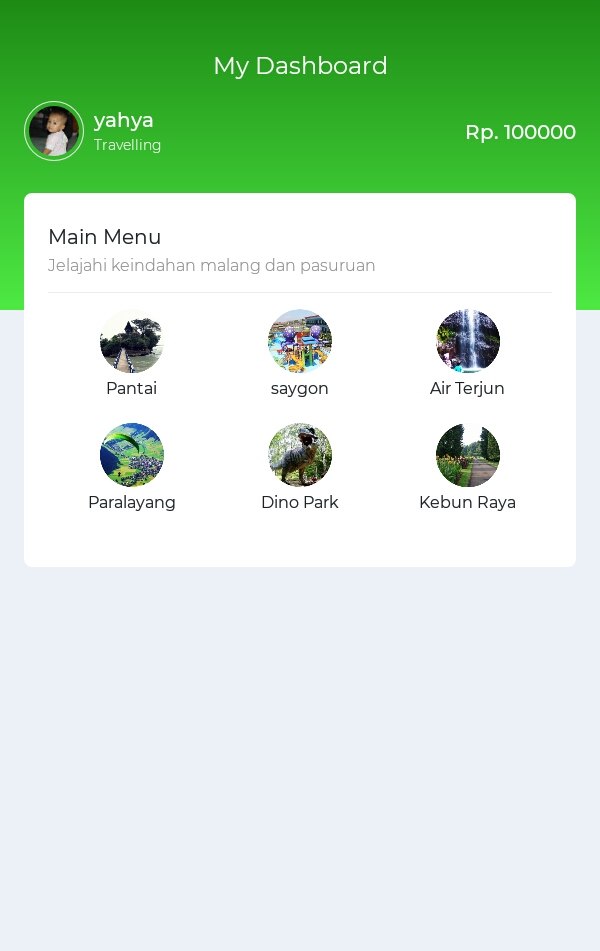 My Dashboard
yahya
Travelling
Rp. 100000
Main Menu
Jelajahi keindahan malang dan pasuruan
Pantai
saygon
Air Terjun
Paralayang
Dino Park
Kebun Raya